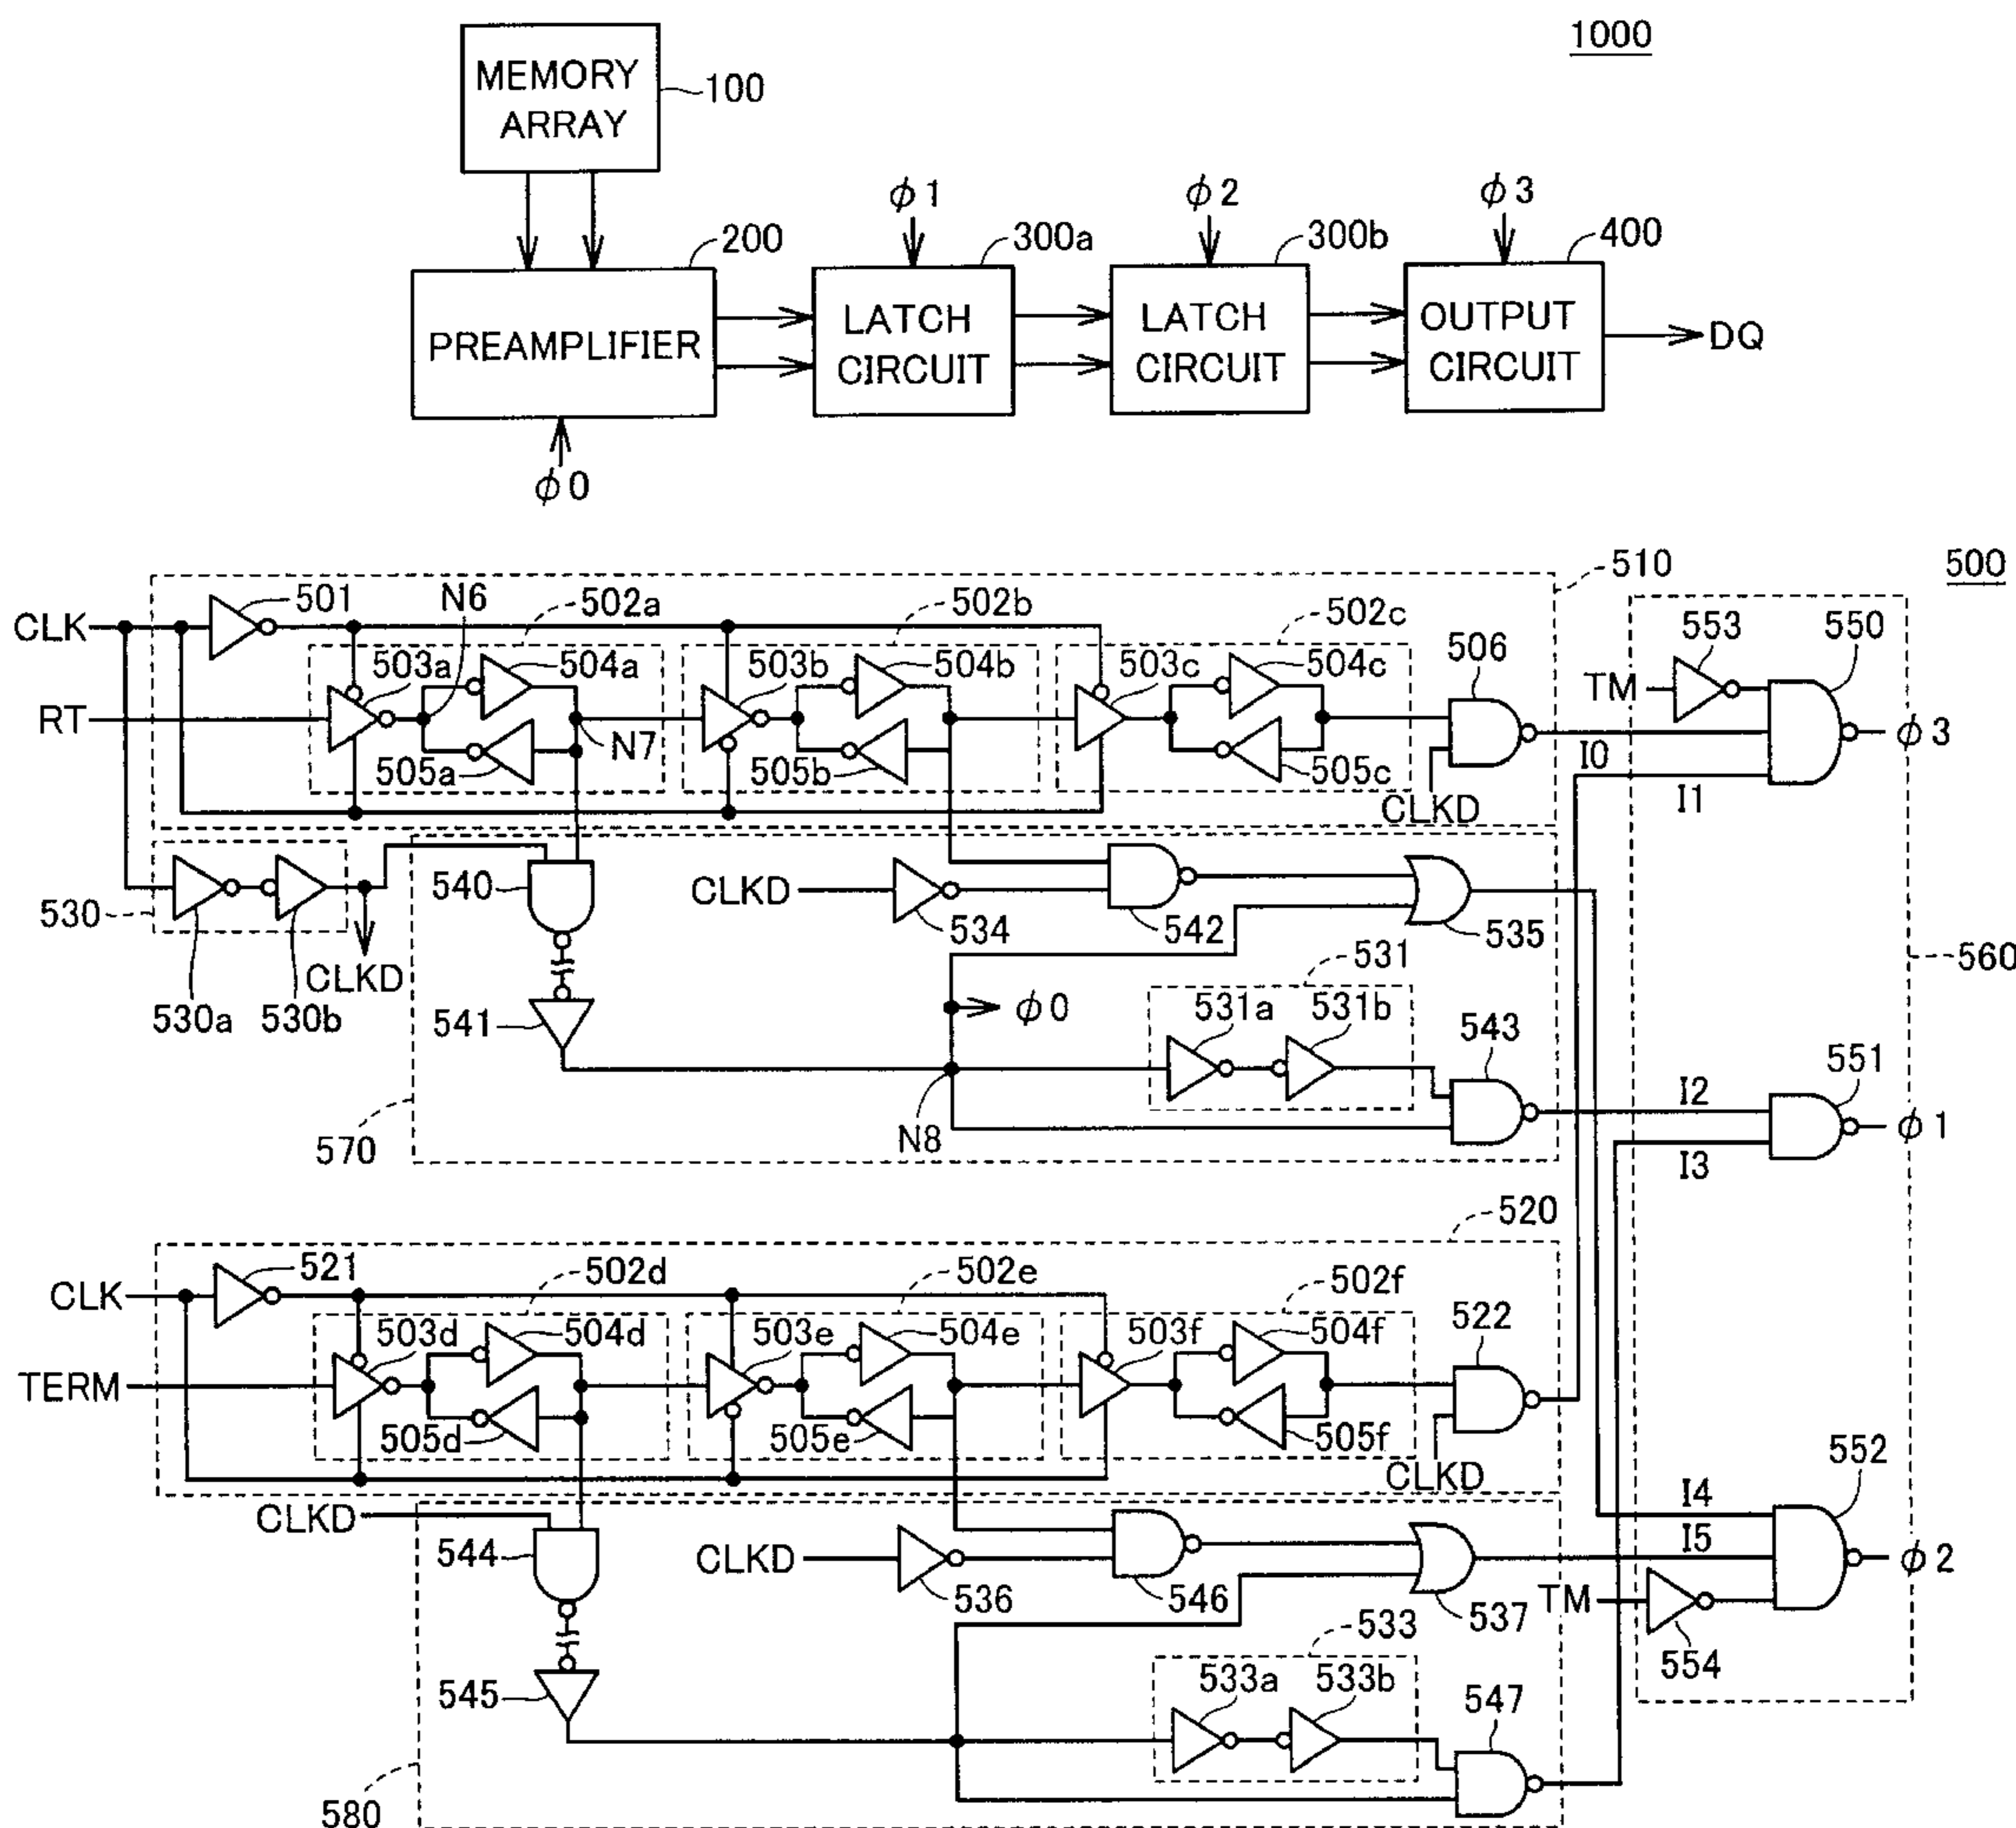 1000
MEMORY
ARRAY
100
φ1
φ2
φ3
200
300a
300b
400
PREAMPLIFIER
LATCH
CIRCUIT
LATCH
CIRCUIT
OUTPUT
CIRCUIT
DQ
φ0
510
500
CLK
501
N6
502a
502b
502c
553
550
503a
504a
503b
504b
503c
504c
506
TM
RT
φ3
505a
N7
505b
505c
I0
CLKD
I1
540
CLKD
534
542
535
530
CLKD
530a
530b
531
560
541
φ0
531a
531b
543
551
I2
φ1
570
N8
I3
520
CLK
521
502d
502e
502f
503d
504d
503e
504e
503f
504f
522
TERM
505d
505e
505f
CLKD
552
CLKD
I4
544
CLKD
I5
φ2
536
546
537
TM
533
554
545
533a
533b
547
580